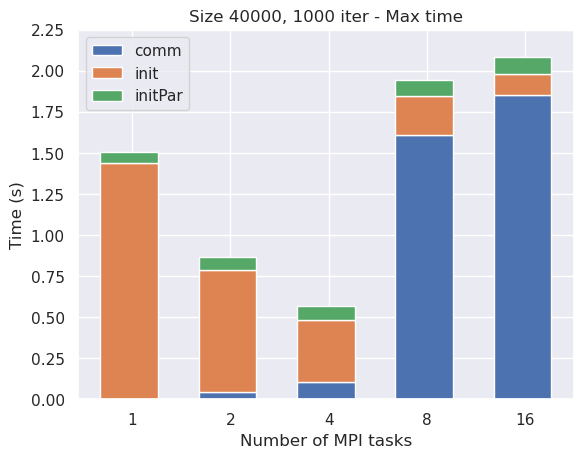 Size 40000, 1000 iter - Max time
comm
init
initPar
2.25
2.00
1.75
1.50
1.25
1.00
0.75
0.50
0.25
0.00
Time (s)
1 2 4 8 16
Number of MPI tasks